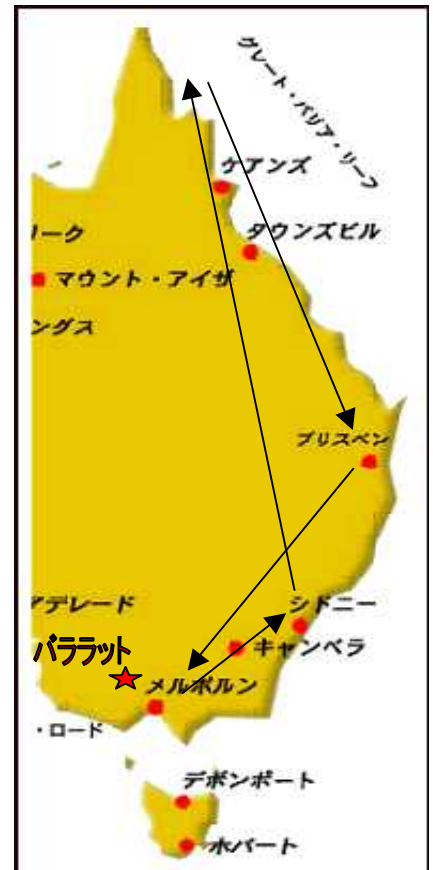 グレート・バリア・リーフ
ケアンズ
タウンズビル
リーク
マウント・アイザ
ングス
ブリスベン
アデレード
シドニー
バララット
キャンベラ
メルボルン
・ロード
デボンポート
ホバート